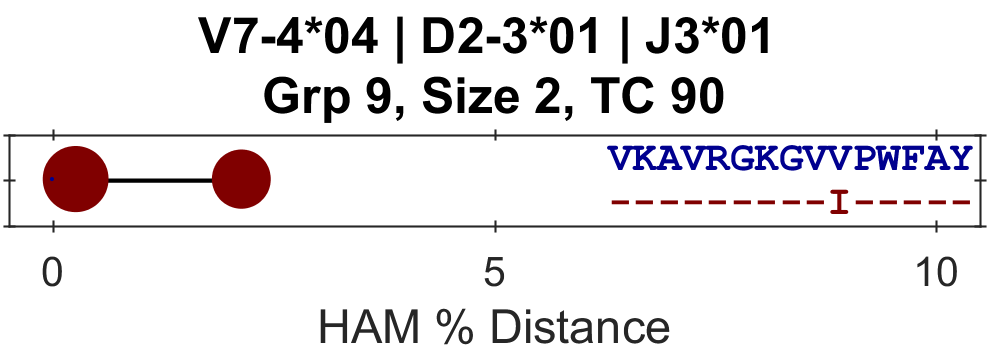 V7-4*04 | D2-3*01 | J3*01
Grp 9, Size 2, TC 90
VKAVRGKGVVPWFAY
---------I-----
0 5 10
HAM % Distance